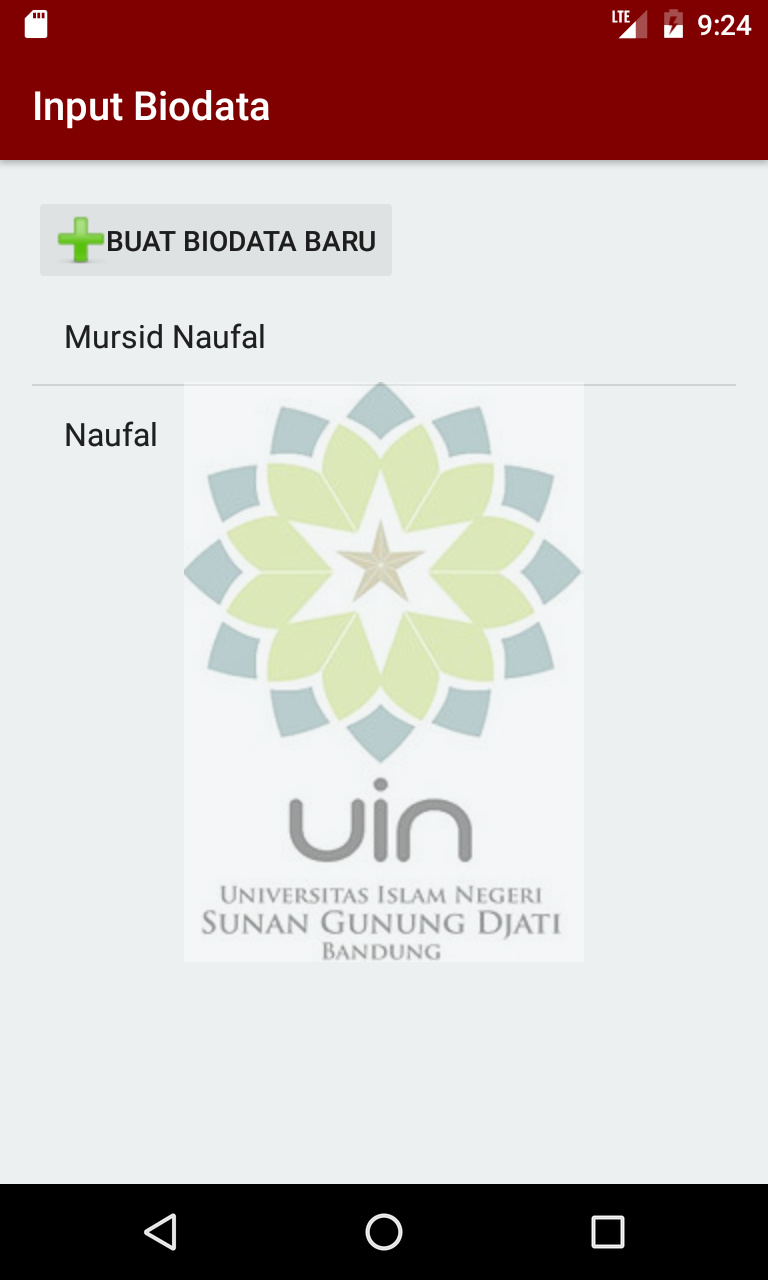 LTE 9:24
Input Biodata
BUAT BIODATA BARU
Mursid Naufal
Naufal
uin
UNIVERSITAS ISLAM NEGERI
SUNAN GUNUNG DJATI
BANDUNG